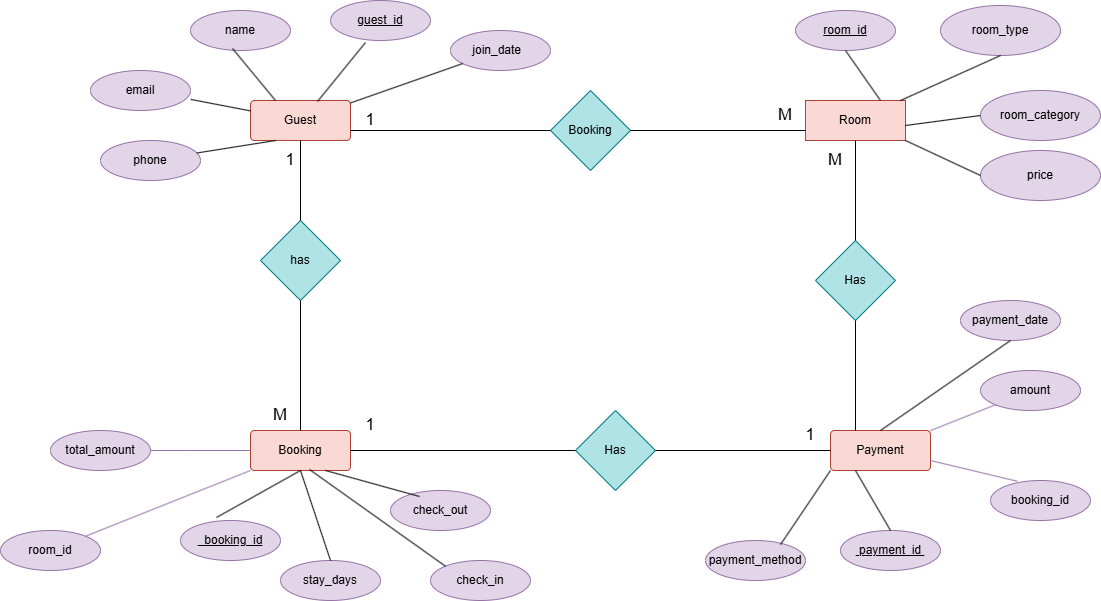 guest_id
name
room_id
room_type
join_date
email
room_category
Guest
1
Booking
M
Room
phone
1
M
price
has
Has
payment_date
amount
M
1
1
total_amount
Booking
Has
Payment
booking_id
check_out
room_id
_booking_id
payment_id
payment_method
stay_days
check_in